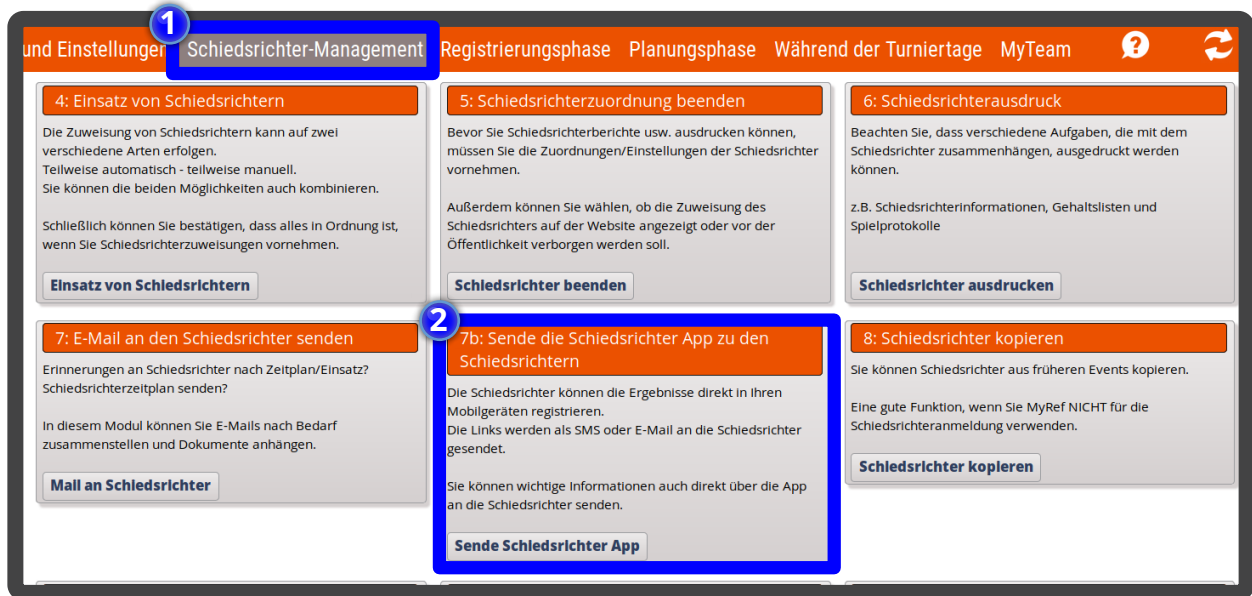 1
und Einstellungen Schiedsrichter-Management Registrierungsphase Planungsphase Während der Turniertage MyTeam ?
4: Einsatz von Schiedsrichtern
Die Zuweisung von Schiedsrichtern kann auf zwei
verschiedene Arten erfolgen.
Teilweise automatisch - teilweise manuell.
Sie können die beiden Möglichkeiten auch kombinieren.
Schließlich können Sie bestätigen, dass alles in Ordnung ist,
wenn Sie Schiedsrichterzuweisungen vornehmen.
Einsatz von Schiedsrichtern
5: Schiedsrichterzuordnung beenden
Bevor Sie Schiedsrichterberichte usw. ausdrucken können,
müssen Sie die Zuordnungen/Einstellungen der Schiedsrichter
vornehmen.
Außerdem können Sie wählen, ob die Zuweisung des
Schiedsrichters auf der Website angezeigt oder vor der
Öffentlichkeit verborgen werden soll.
Schiedsrichter beenden
6: Schiedsrichterausdruck
Beachten Sie, dass verschiedene Aufgaben, die mit dem
Schiedsrichter zusammenhängen, ausgedruckt werden
können.
z.B. Schiedsrichterinformationen, Gehaltslisten und
Spielprotokolle
Schiedsrichter ausdrucken
7: E-Mail an den Schiedsrichter senden
Erinnerungen an Schiedsrichter nach Zeitplan/Einsatz?
Schiedsrichterzeitplan senden?
In diesem Modul können Sie E-Mails nach Bedarf
zusammenstellen und Dokumente anhängen.
Mail an Schiedsrichter
2
7b: Sende die Schiedsrichter App zu den
Schiedsrichtern
Die Schiedsrichter können die Ergebnisse direkt in Ihren
Mobilgeräten registrieren.
Die Links werden als SMS oder E-Mail an die Schiedsrichter
gesendet.
Sie können wichtige Informationen auch direkt über die App
an die Schiedsrichter senden.
Sende Schiedsrichter App
8: Schiedsrichter kopieren
Sie können Schiedsrichter aus früheren Events kopieren.
Eine gute Funktion, wenn Sie MyRef NICHT für die
Schiedsrichteranmeldung verwenden.
Schiedsrichter kopieren